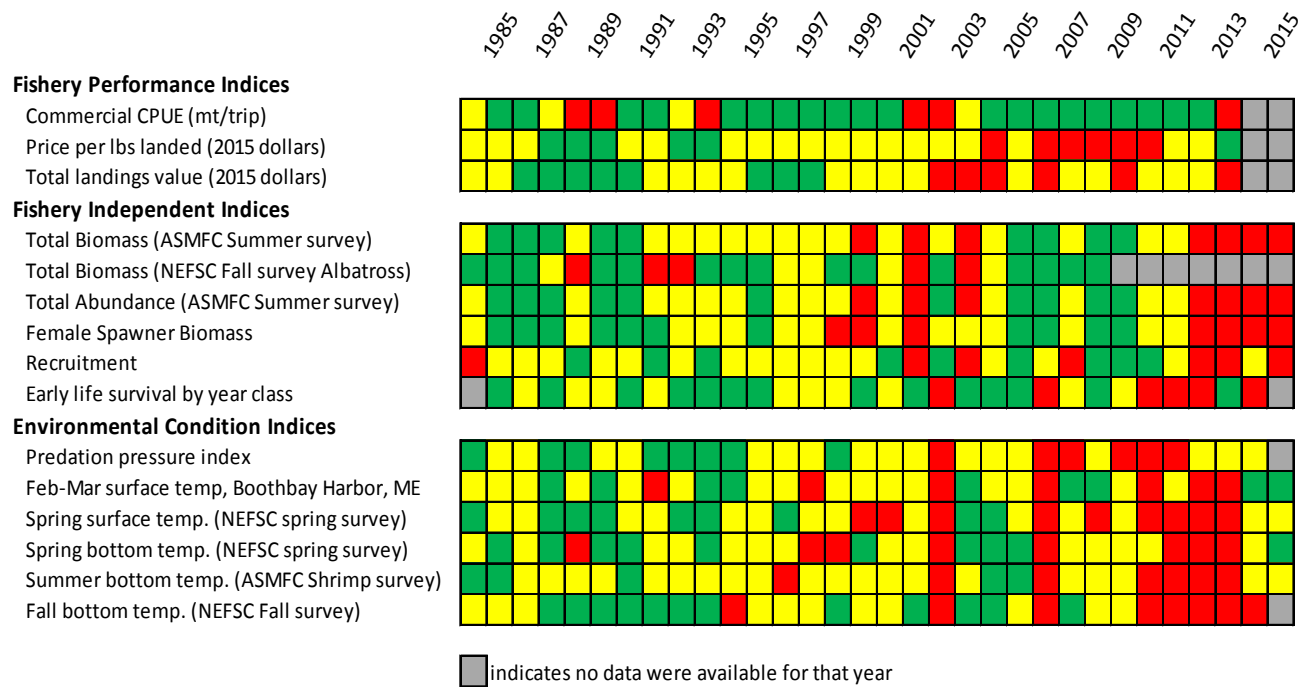 1985 1987 1989 1991 1993 1995 1997 1999 2001 2003 2005 2007 2009 2011 2013 2015
Fishery Performance Indices
Commercial CPUE (mt/trip)
Price per lbs landed (2015 dollars)
Total landings value (2015 dollars)
Fishery Independent Indices
Total Biomass (ASMFC Summer survey)
Total Biomass (NEFSC Fall survey Albatross)
Total Abundance (ASMFC Summer survey)
Female Spawner Biomass
Recruitment
Early life survival by year class
Environmental Condition Indices
Predation pressure index
Feb-Mar surface temp, Boothbay Harbor, ME
Spring surface temp. (NEFSC spring survey)
Spring bottom temp. (NEFSC spring survey)
Summer bottom temp. (ASMFC Shrimp survey)
Fall bottom temp. (NEFSC Fall survey)
indicates no data were available for that year